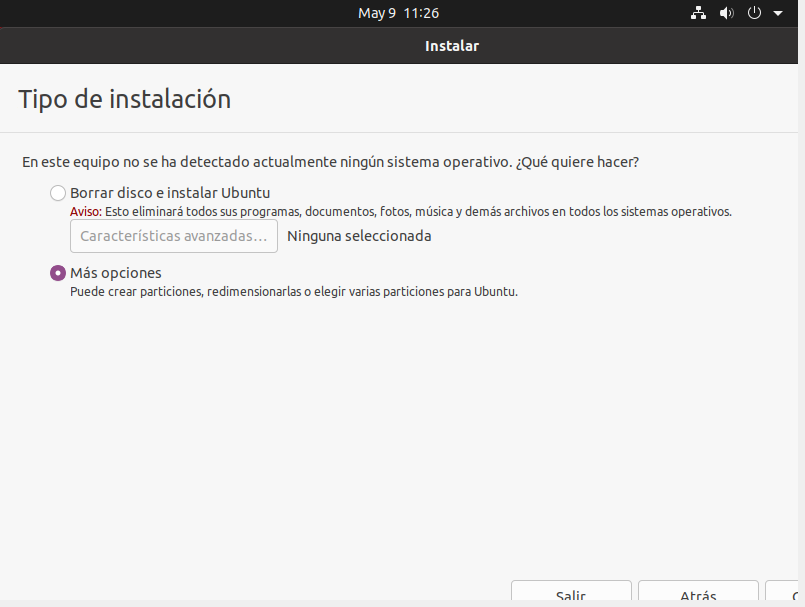 May 9 11:26
Instalar
Tipo de instalación
En este equipo no se ha detectado actualmente ningún sistema operativo. ¿Qué quiere hacer?
Borrar disco e instalar Ubuntu
Aviso: Esto eliminará todos sus programas, documentos, fotos, música y demás archivos en todos los sistemas operativos.
Características avanzadas... Ninguna seleccionada
Más opciones
Puede crear particiones, redimensionarlas o elegir varias particiones para Ubuntu.
Salir Atrás